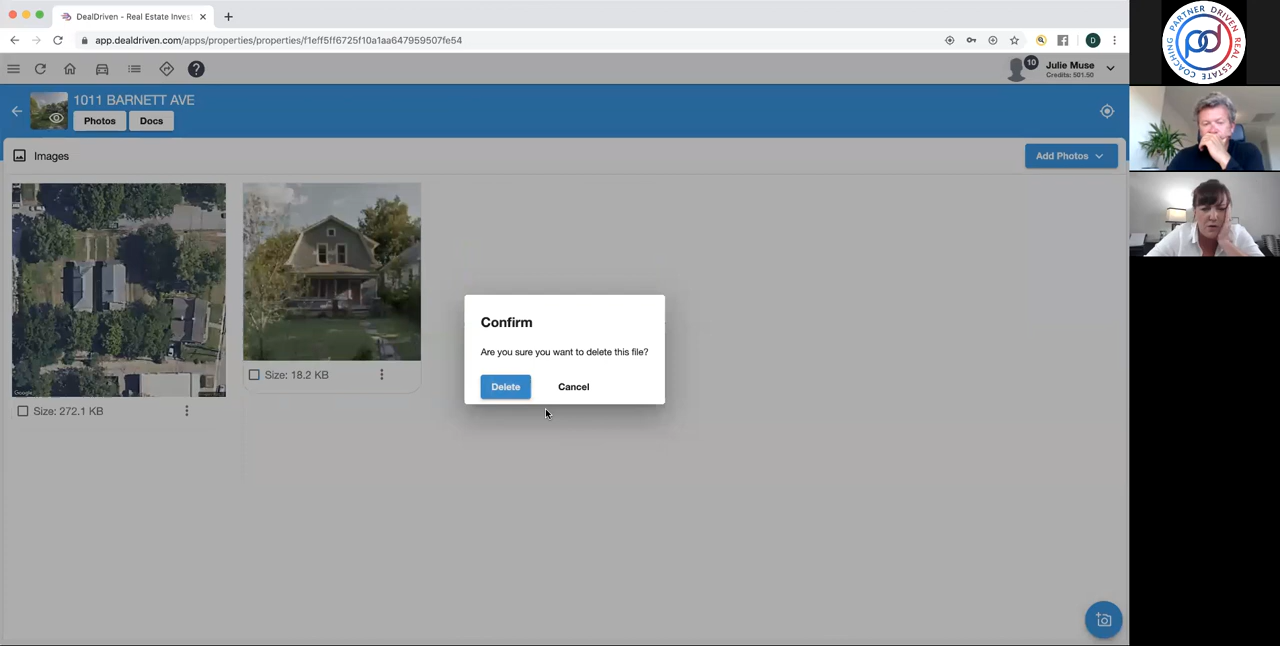 DealDriven - Real Estate Inves
app.dealdriven.com/apps/properties/properties/f1eff5ff6725f10a1aa647959507fe54
D
10
Julie Muse
Credits: 501.50
1011 BARNETT AVE
Photos
Docs
Images
Add Photos
Google
Size: 272.1 KB
Size: 18.2 KB
Confirm
Are you sure you want to delete this file?
Delete
Cancel
PARTNER DRIVEN
REAL ESTATE COACHING
pd